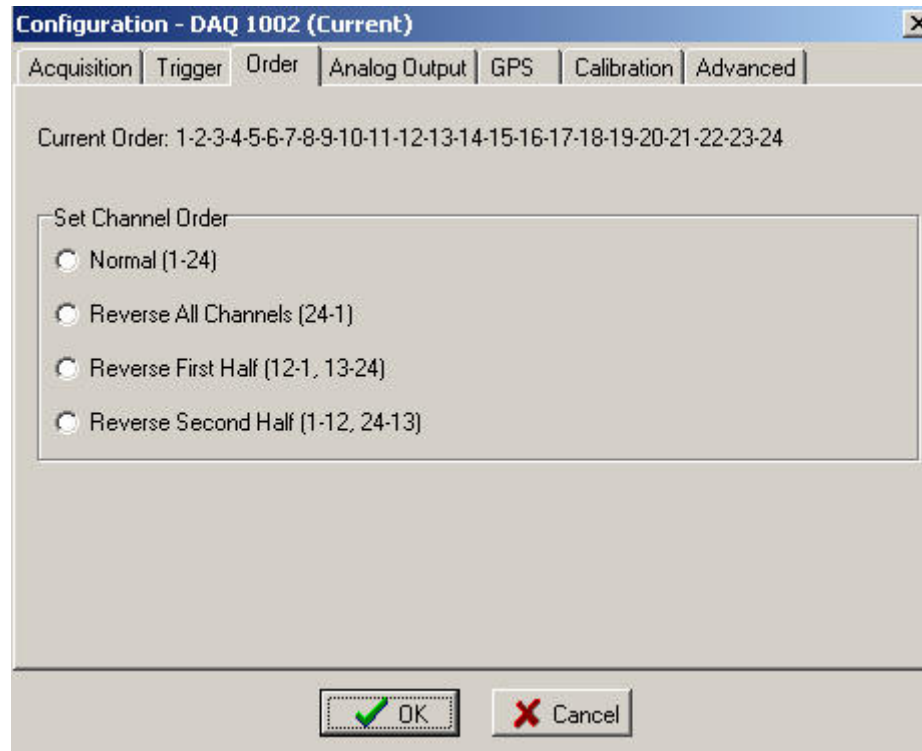 Configuration - DAQ 1002 (Current)
Acquisition Trigger Order Analog Output GPS Calibration Advanced
Current Order: 1-2-3-4-5-6-7-8-9-10-11-12-13-14-15-16-17-18-19-20-21-22-23-24
Set Channel Order
Normal (1-24)
Reverse All Channels (24-1)
Reverse First Half (12-1, 13-24)
Reverse Second Half (1-12, 24-13)
OK Cancel